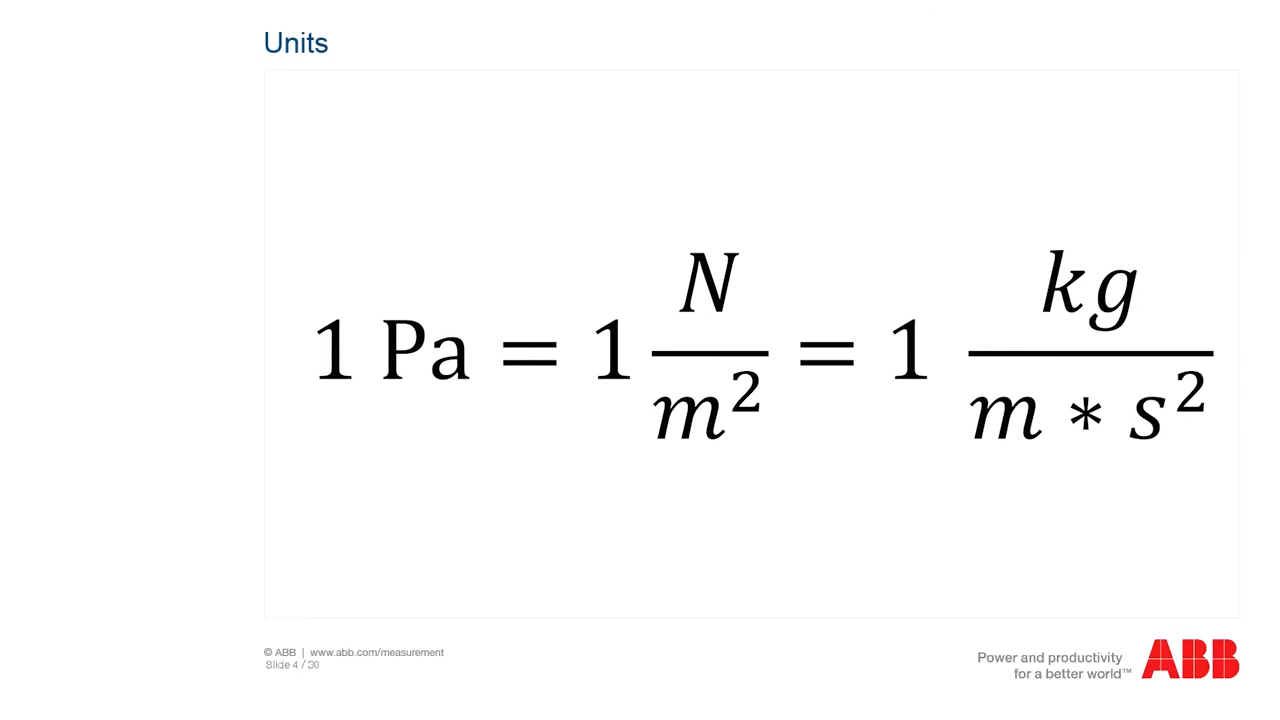 Units
1 Pa = 1 N/m² = 1 kg/(m * s²)
© ABB | www.abb.com/measurement
Slide 4 / 30
Power and productivity
for a better world™
ABB